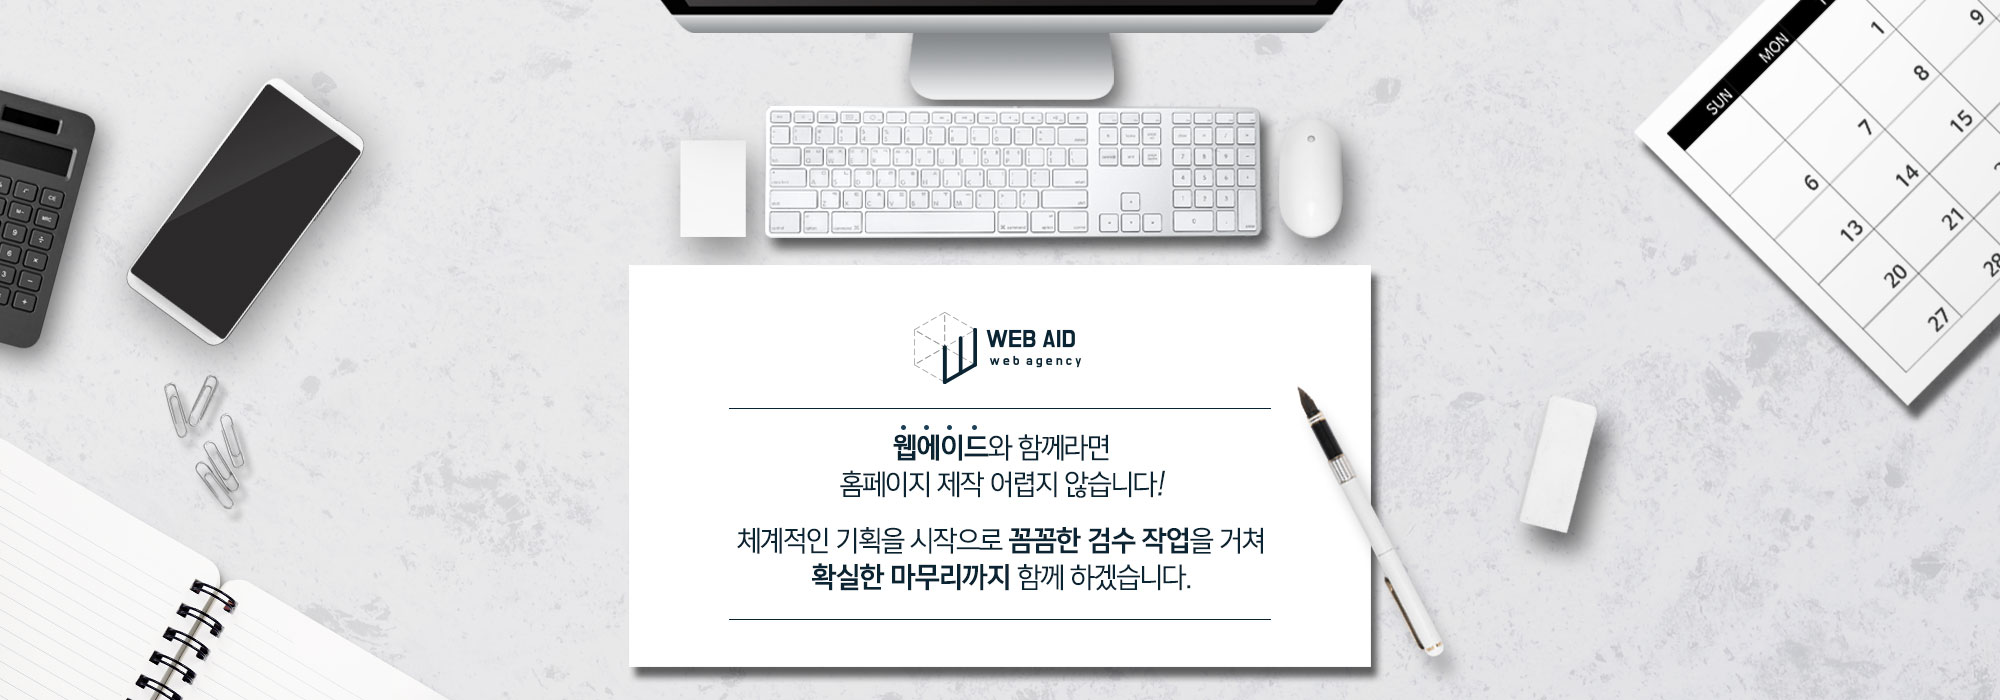 WEB AID
web agency
웹에이드와 함께라면
홈페이지 제작 어렵지 않습니다!
체계적인 기획을 시작으로 꼼꼼한 검수 작업을 거쳐
확실한 마무리까지 함께 하겠습니다.
SUN MON
1
7 8 9
6 14 15
13 21
20 28
27